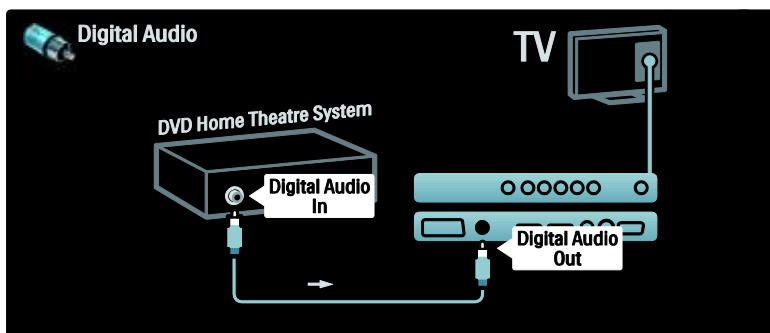 Digital Audio
TV
DVD Home Theatre System
Digital Audio
In
Digital Audio
Out